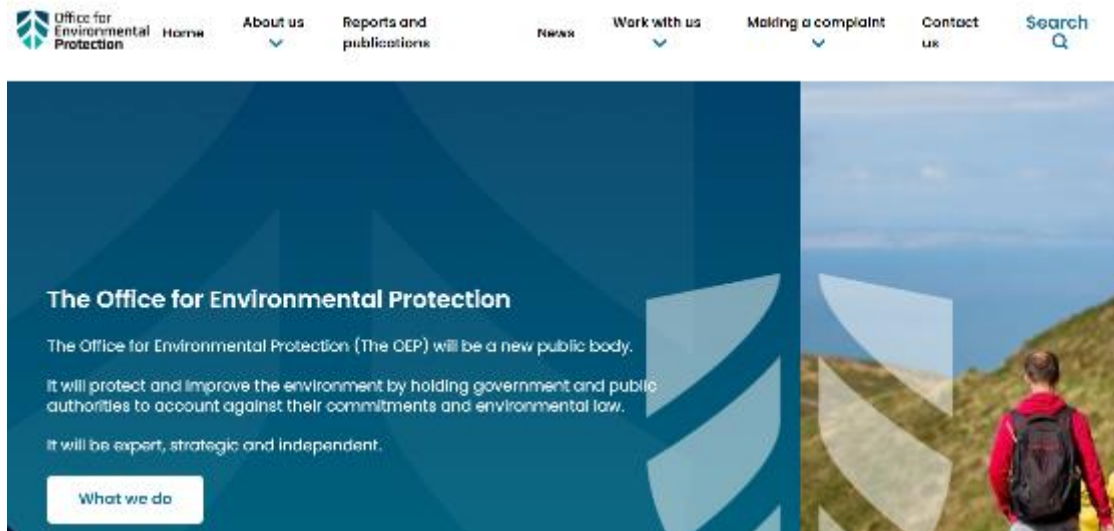 Office for
Environmental
Protection
Home
About us
Reports and
publications
News
Work with us
Making a complaint
Contact
us
Search
The Office for Environmental Protection
The Office for Environmental Protection (The OEP) will be a new public body.
It will protect and improve the environment by holding government and public
authorities to account against their commitments and environmental law.
It will be expert, strategic and independent.
What we do